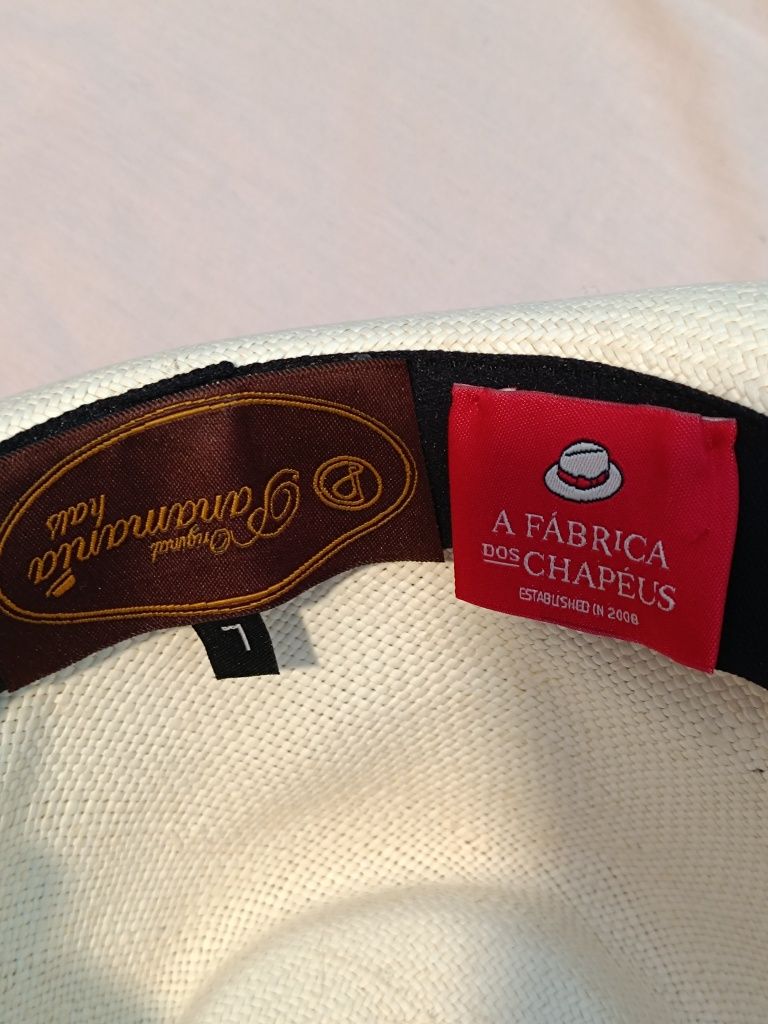 Original
Panamania
hats
L
A FÁBRICA
DOS CHAPÉUS
ESTABLISHED IN 2008